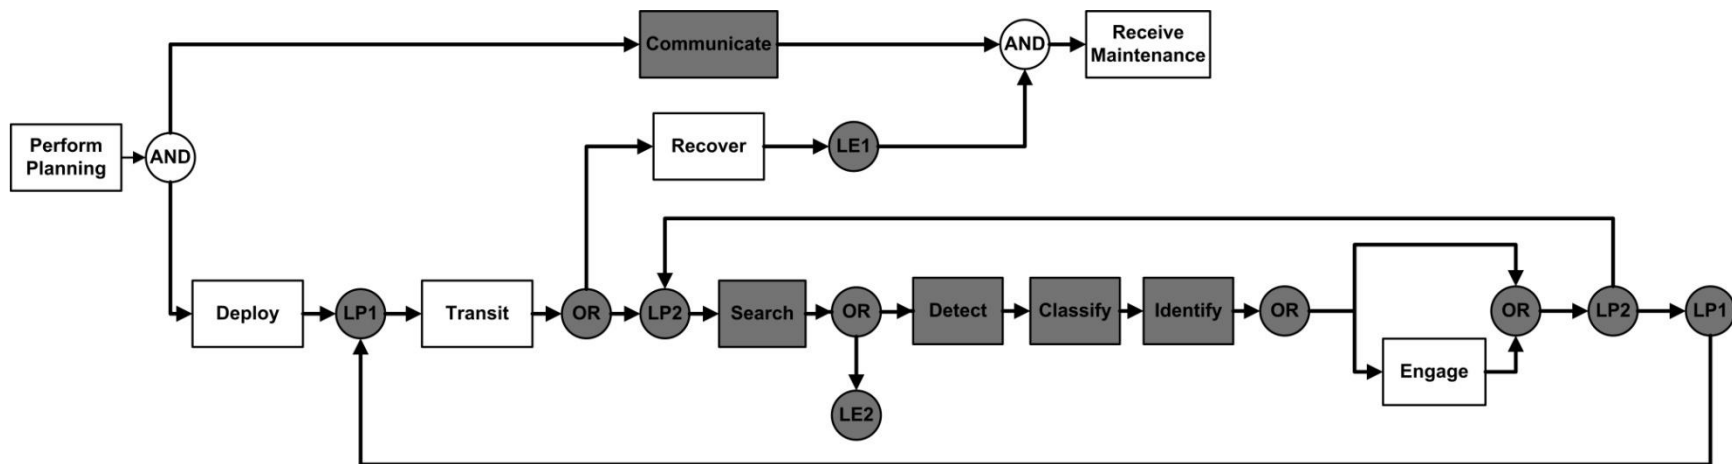 Communicate
AND
Receive
Maintenance
Perform
Planning
AND
Recover
LE1
Deploy
LP1
Transit
OR
LP2
Search
OR
Detect
Classify
Identify
OR
OR
LP2
LP1
Engage
LE2